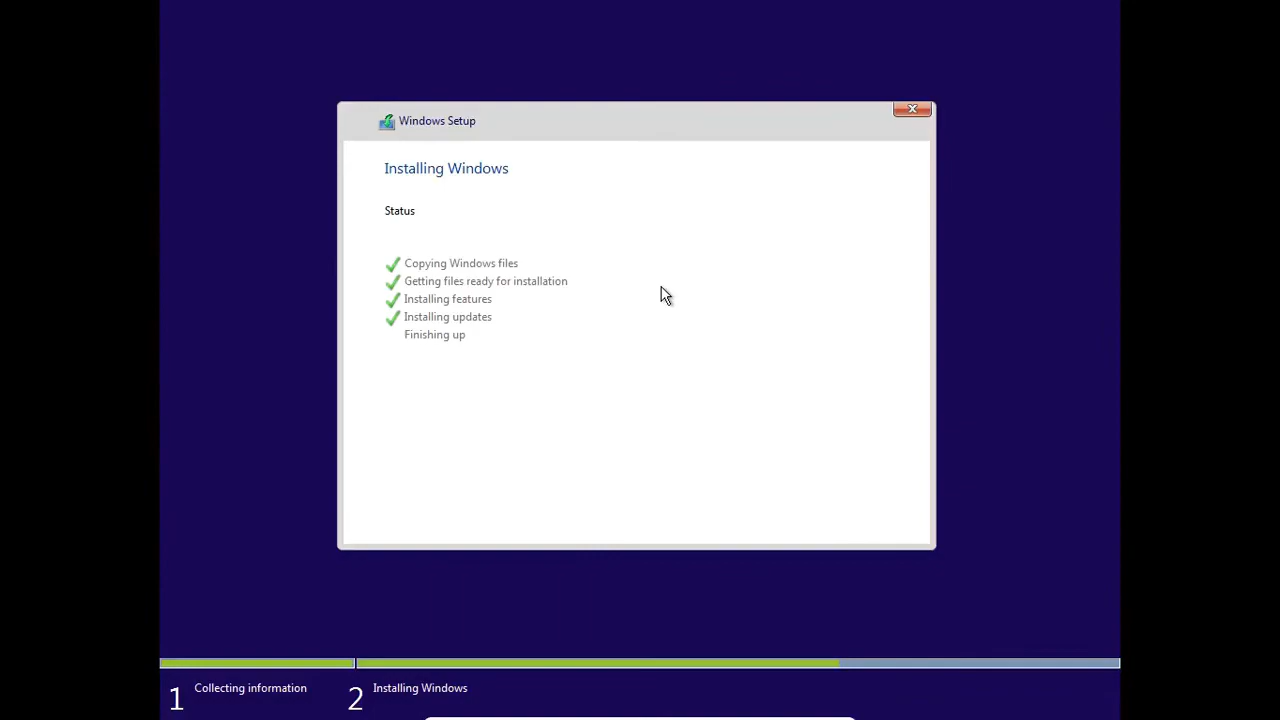 Windows Setup
Installing Windows
Status
Copying Windows files
Getting files ready for installation
Installing features
Installing updates
Finishing up
1 Collecting information
2 Installing Windows